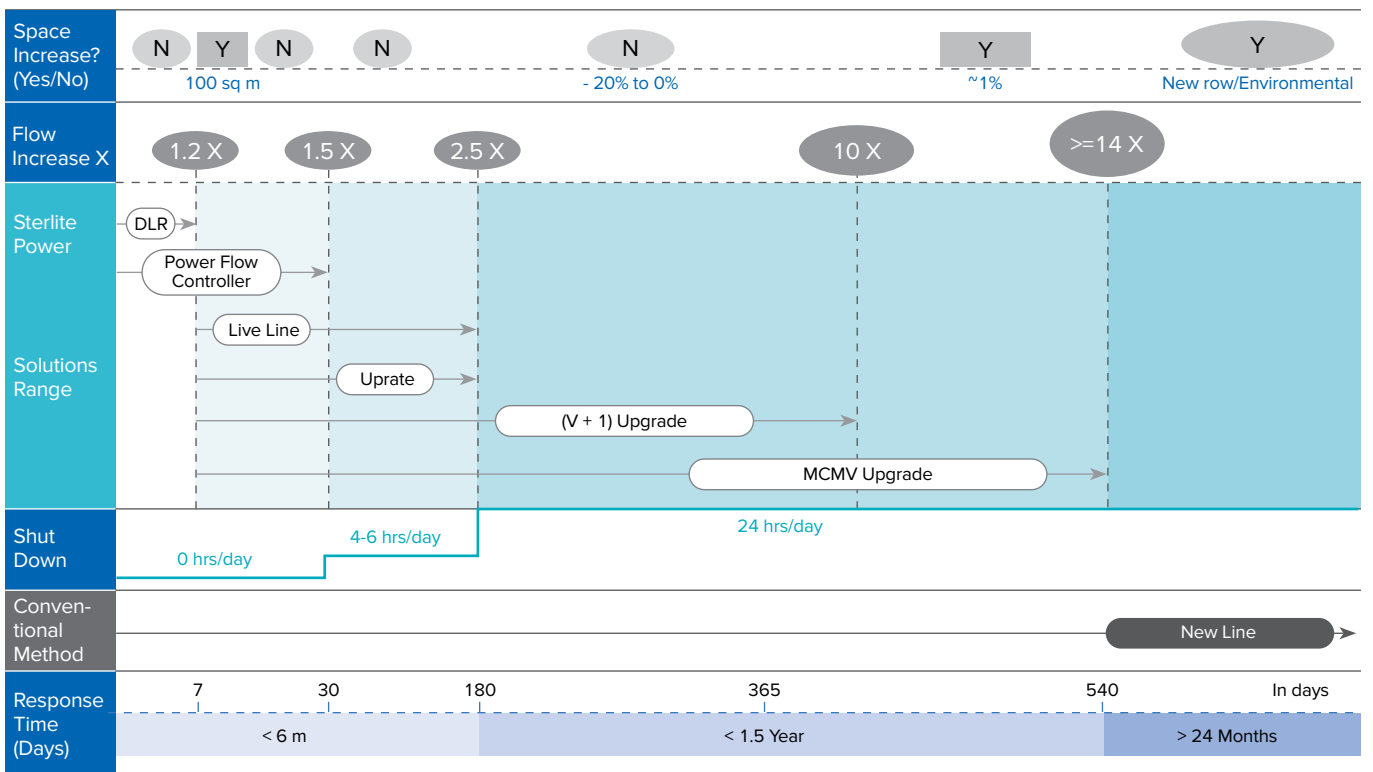 Space
Increase?
(Yes/No)
N Y N N N Y Y
100 sq m - 20% to 0% ~1% New row/Environmental
Flow
Increase X
1.2 X 1.5 X 2.5 X 10 X >=14 X
Sterlite
Power
DLR
Power Flow
Controller
Live Line
Solutions
Range
Uprate
(V + 1) Upgrade
MCMV Upgrade
Shut
Down
0 hrs/day 4-6 hrs/day 24 hrs/day
Conven-
tional
Method
New Line
Response
Time
(Days)
7 30 180 365 540 In days
< 6 m < 1.5 Year > 24 Months